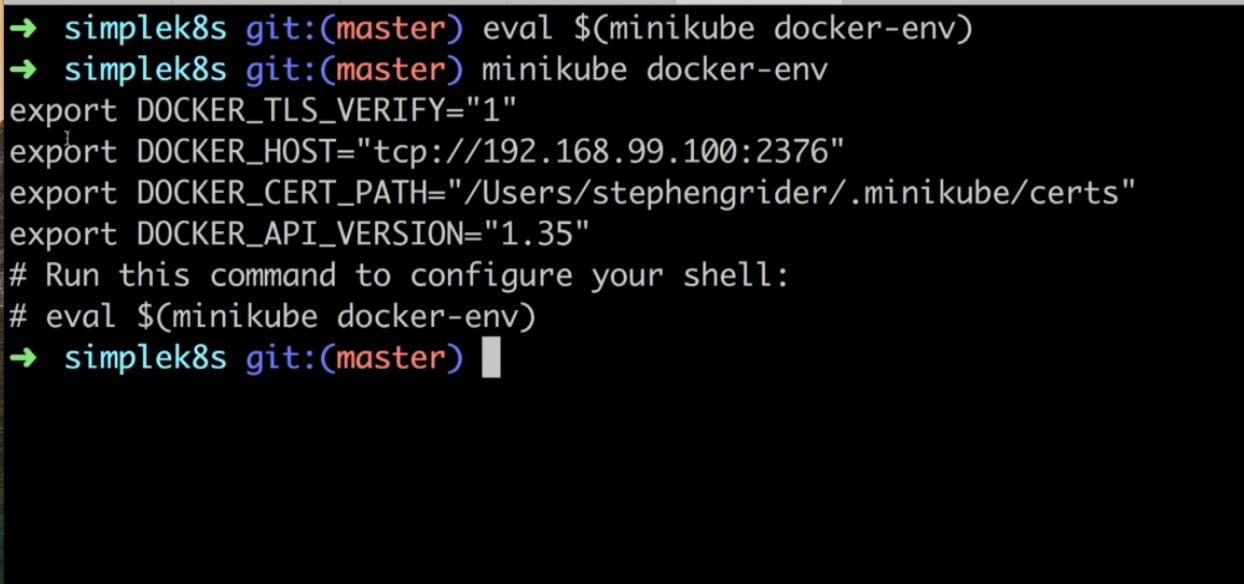 ➜ simplek8s git:(master) eval $(minikube docker-env)
➜ simplek8s git:(master) minikube docker-env
export DOCKER_TLS_VERIFY="1"
export DOCKER_HOST="tcp://192.168.99.100:2376"
export DOCKER_CERT_PATH="/Users/stephengrider/.minikube/certs"
export DOCKER_API_VERSION="1.35"
# Run this command to configure your shell:
# eval $(minikube docker-env)
➜ simplek8s git:(master)